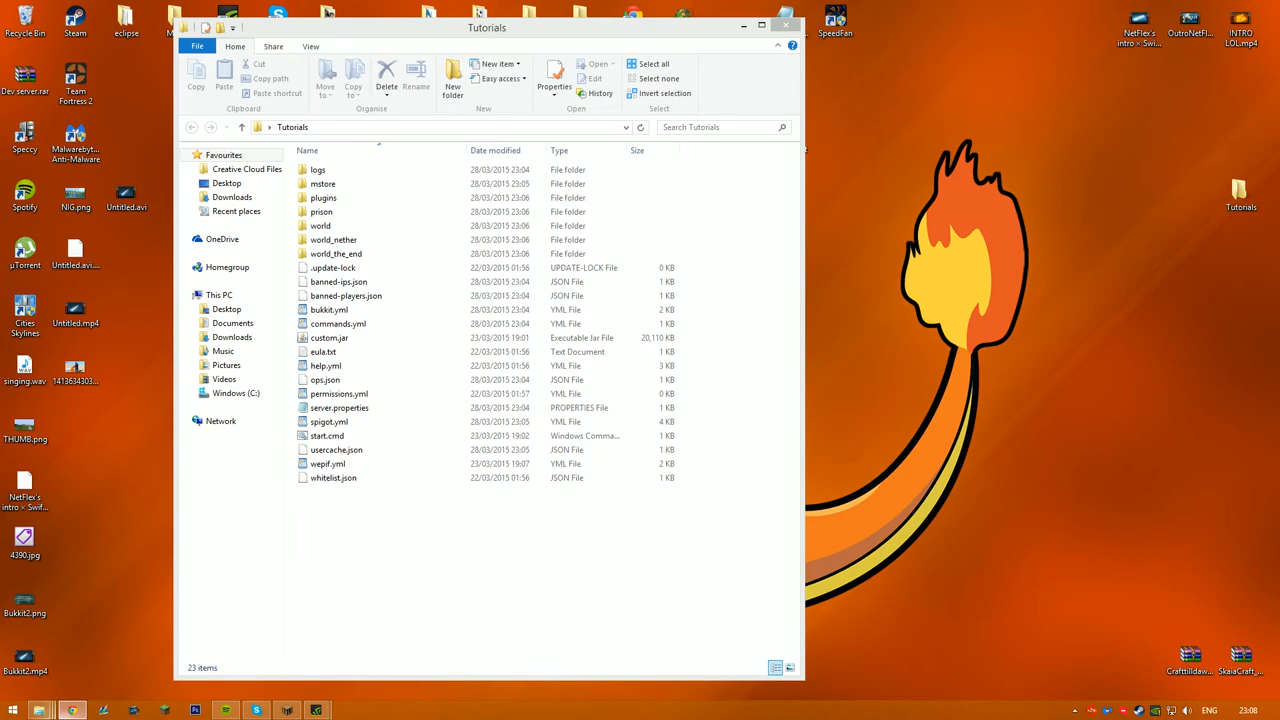 Tutorials
File Home Share View
Copy
Paste
Cut
Copy path
Paste shortcut
Clipboard
Move to
Copy to
Delete
Rename
Organise
New folder
New item
Easy access
New
Properties
Open
Edit
History
Open
Select all
Select none
Invert selection
Select
Tutorials
Search Tutorials
Favourites
Creative Cloud Files
Desktop
Downloads
Recent places
OneDrive
Homegroup
This PC
Desktop
Documents
Downloads
Music
Pictures
Videos
Windows (C:)
Network
Name Date modified Type Size
logs 28/03/2015 23:04 File folder
mstore 28/03/2015 23:04 File folder
plugins 28/03/2015 23:06 File folder
prison 28/03/2015 23:06 File folder
world 28/03/2015 23:06 File folder
world_nether 28/03/2015 23:06 File folder
world_the_end 28/03/2015 23:06 File folder
.update-lock 22/03/2015 01:56 UPDATE-LOCK File 0 KB
banned-ips.json 28/03/2015 23:04 JSON File 1 KB
banned-players.json 28/03/2015 23:04 JSON File 1 KB
bukkit.yml 28/03/2015 23:04 YML File 2 KB
commands.yml 28/03/2015 23:04 YML File 1 KB
custom.jar 23/03/2015 19:01 Executable Jar File 20,110 KB
eula.txt 22/03/2015 01:56 Text Document 1 KB
help.yml 22/03/2015 01:56 YML File 3 KB
ops.json 28/03/2015 23:04 JSON File 1 KB
permissions.yml 22/03/2015 01:57 YML File 0 KB
server.properties 28/03/2015 23:04 PROPERTIES File 1 KB
spigot.yml 28/03/2015 23:05 YML File 4 KB
start.cmd 23/03/2015 19:02 Windows Comma... 1 KB
usercache.json 28/03/2015 23:05 JSON File 1 KB
wepif.yml 23/03/2015 19:07 YML File 2 KB
whitelist.json 22/03/2015 01:56 JSON File 1 KB
23 items
Recycle Bin
Steam
eclipse
Dev server.rar
Team Fortress 2
Speccy
Malwarebyt... Anti-Malware
Spotify
NIG.png
Untitled.avi
µTorrent
Untitled.avi....
Cities Skylines
Untitled.mp4
singing.wav
1413634303...
THUMB.png
NetFlex's intro × Swif...
4390.jpg
Bukkit2.png
Bukkit2.mp4
SpeedFan
NetFlex's intro × Swi...
OutroNetFl...
INTRO LOL.mp4
Tutorials
Crafttilldaw...
SkaiaCraft_...
ENG
23:08